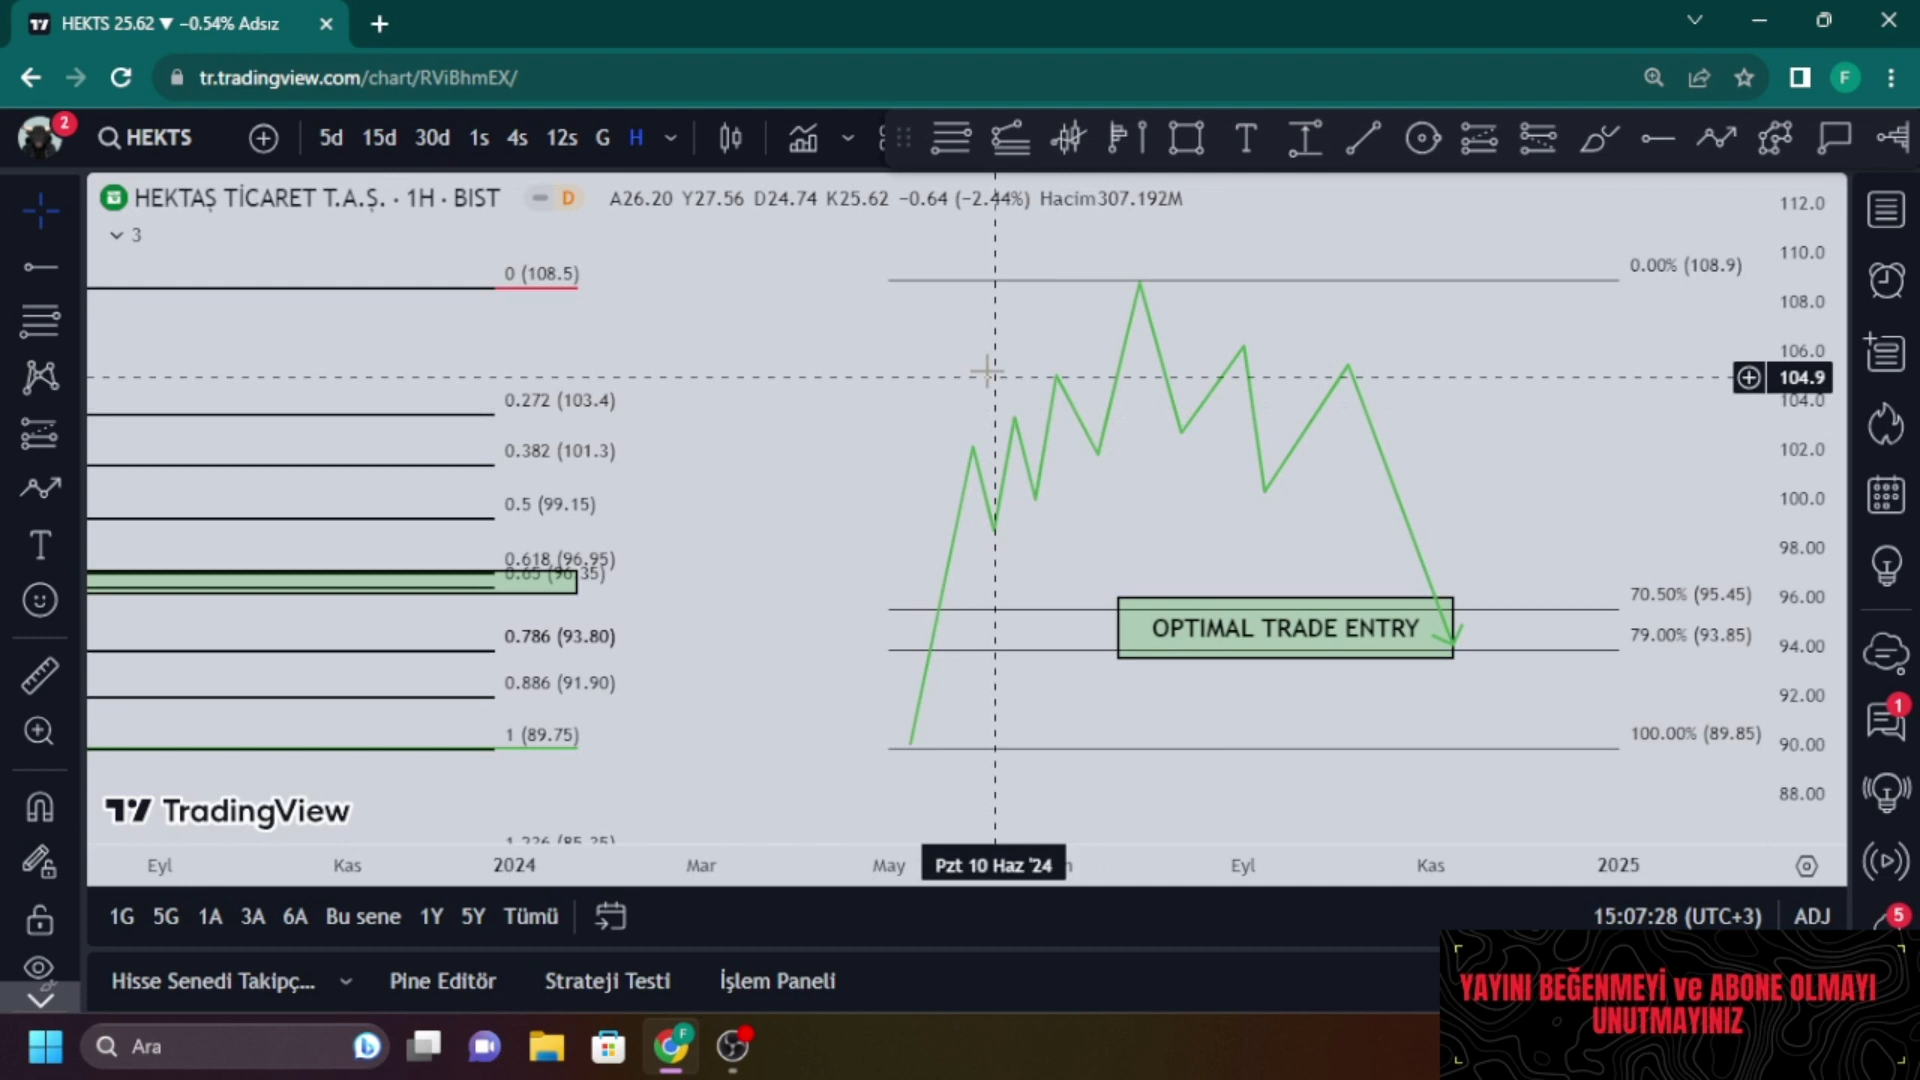 HEKTS 25.62 ▼ −0.54% Adsız
tr.tradingview.com/chart/RViBhmEX/
F
2
HEKTS
5d 15d 30d 1s 4s 12s G H
HEKTAŞ TİCARET T.A.Ş. · 1H · BIST
D
A26.20 Y27.56 D24.74 K25.62 −0.64 (−2.44%) Hacim307.192M
3
0 (108.5)
0.272 (103.4)
0.382 (101.3)
0.5 (99.15)
0.618 (96.95)
0.65 (96.35)
0.786 (93.80)
0.886 (91.90)
1 (89.75)
0.00% (108.9)
70.50% (95.45)
79.00% (93.85)
100.00% (89.85)
OPTIMAL TRADE ENTRY
112.0
110.0
108.0
106.0
104.9
104.0
102.0
100.0
98.00
96.00
94.00
92.00
90.00
88.00
TradingView
Eyl Kas 2024 Mar May Pzt 10 Haz '24 Eyl Kas 2025
1G 5G 1A 3A 6A Bu sene 1Y 5Y Tümü
15:07:28 (UTC+3) ADJ
1
5
Hisse Senedi Takipç... Pine Editör Strateji Testi İşlem Paneli
YAYINI BEĞENMEYİ ve ABONE OLMAYI
UNUTMAYINIZ
Ara
F